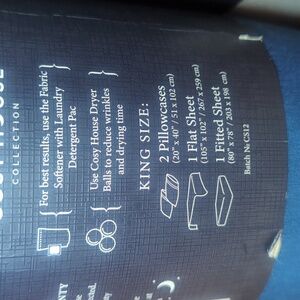 COLLECTION
For best results, use the Fabric
Softener with Laundry
Detergent Pac
Use Cosy House Dryer
Balls to reduce wrinkles
and drying time
KING SIZE:
2 Pillowcases
(20" x 40" / 51 x 102 cm)
1 Flat Sheet
(105" x 102" / 267 x 259 cm)
1 Fitted Sheet
(80" x 78" / 203 x 198 cm)
Batch № CS12